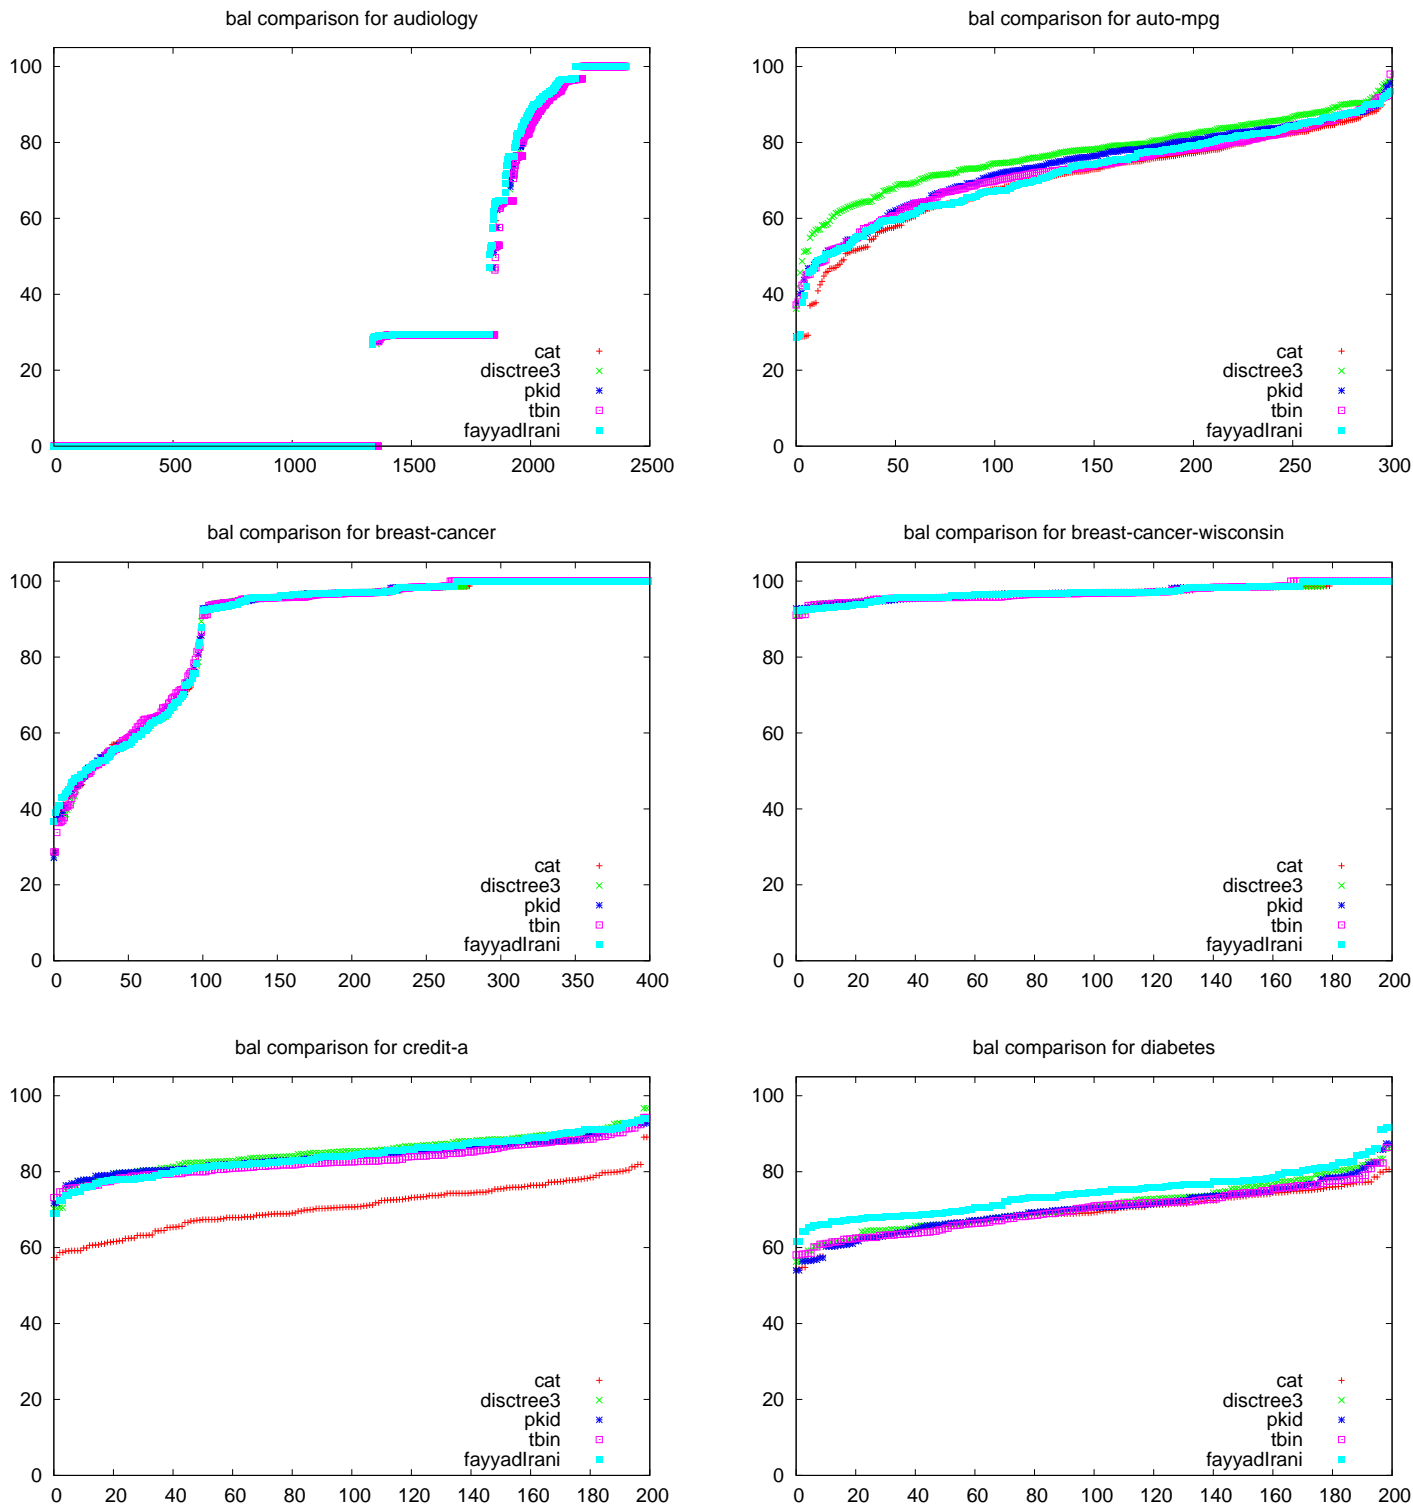 bal comparison for audiology
100
80
60
40
20
0
cat
disctree3
pkid
tbin
fayyadIrani
0 500 1000 1500 2000 2500
bal comparison for auto-mpg
100
80
60
40
20
0
cat
disctree3
pkid
tbin
fayyadIrani
0 50 100 150 200 250 300
bal comparison for breast-cancer
100
80
60
40
20
0
cat
disctree3
pkid
tbin
fayyadIrani
0 50 100 150 200 250 300 350 400
bal comparison for breast-cancer-wisconsin
100
80
60
40
20
0
cat
disctree3
pkid
tbin
fayyadIrani
0 20 40 60 80 100 120 140 160 180 200
bal comparison for credit-a
100
80
60
40
20
0
cat
disctree3
pkid
tbin
fayyadIrani
0 20 40 60 80 100 120 140 160 180 200
bal comparison for diabetes
100
80
60
40
20
0
cat
disctree3
pkid
tbin
fayyadIrani
0 20 40 60 80 100 120 140 160 180 200